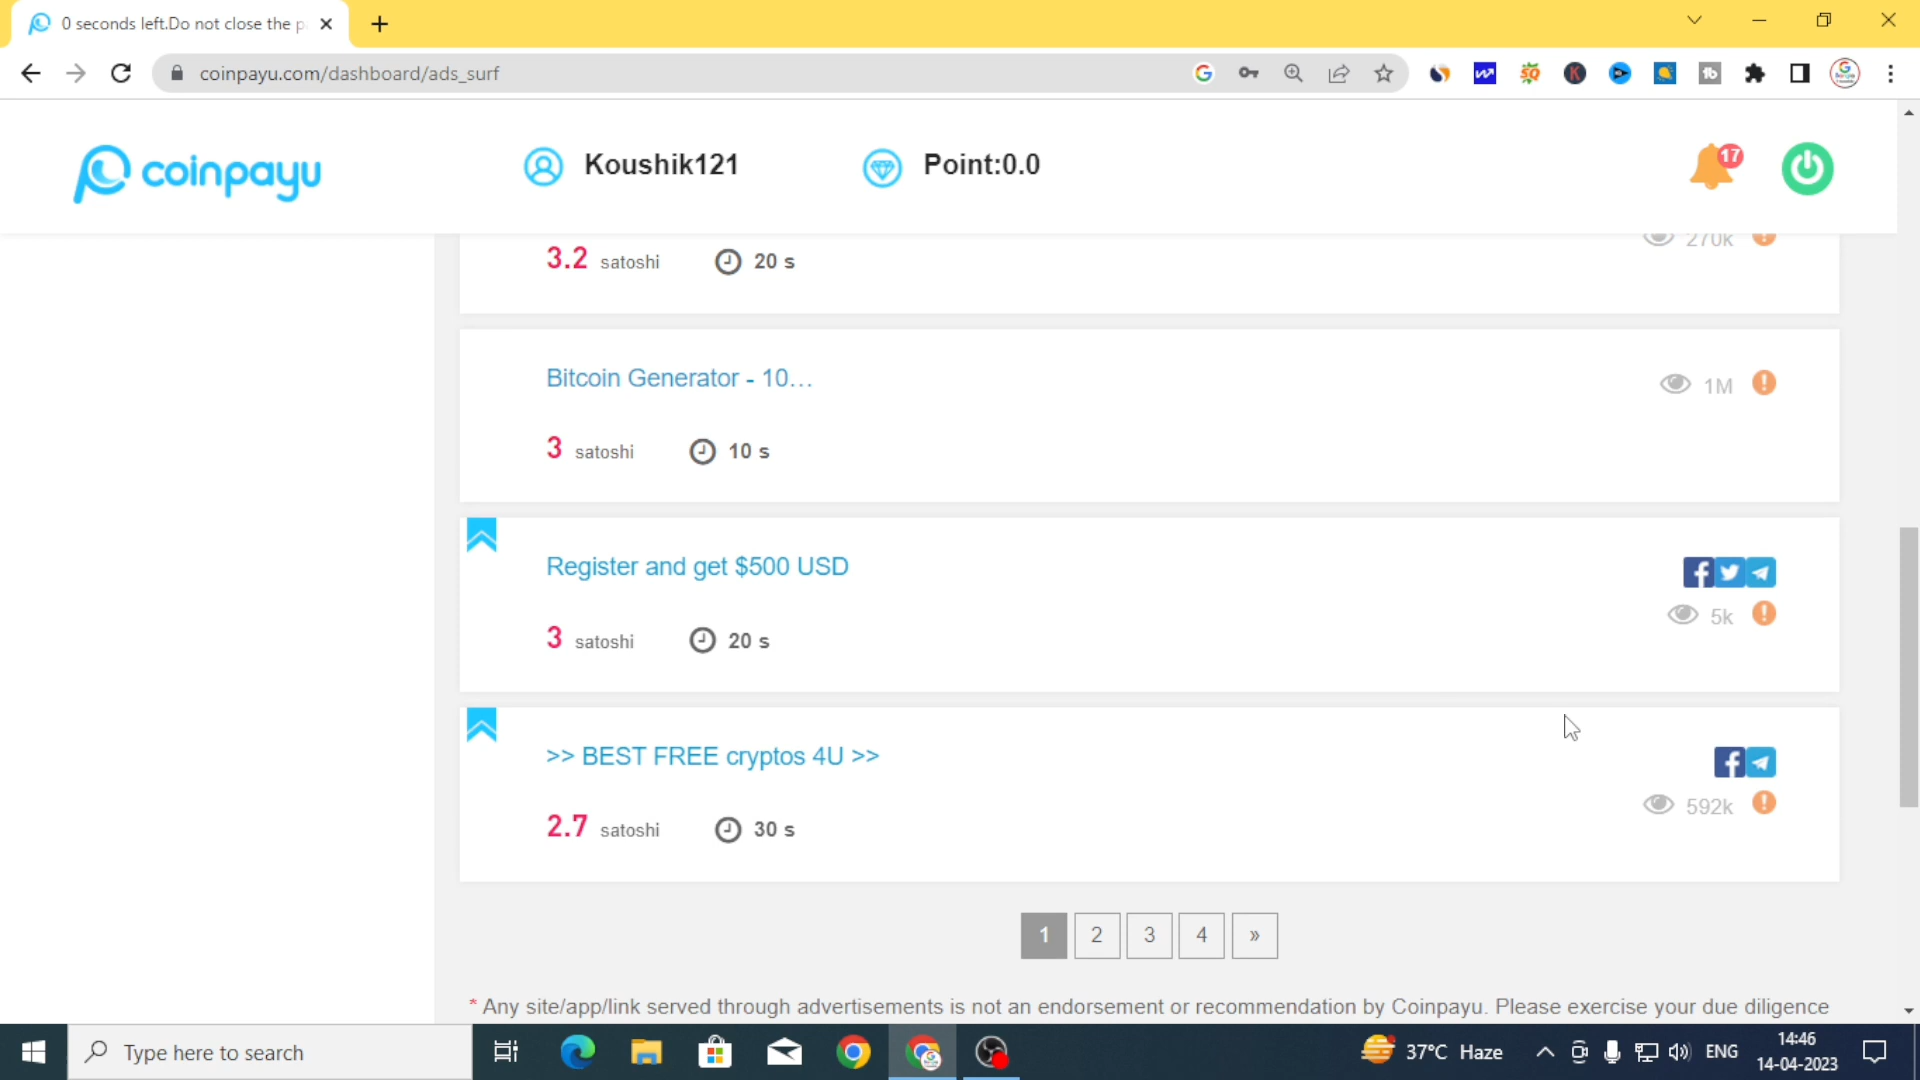 0 seconds left.Do not close the p
coinpayu.com/dashboard/ads_surf
coinpayu
Koushik121
Point:0.0
17
3.2 satoshi 20 s
270k
Bitcoin Generator - 10...
1M
3 satoshi 10 s
Register and get $500 USD
5k
3 satoshi 20 s
>> BEST FREE cryptos 4U >>
592k
2.7 satoshi 30 s
1 2 3 4 »
* Any site/app/link served through advertisements is not an endorsement or recommendation by Coinpayu. Please exercise your due diligence
Type here to search
37°C Haze
ENG
14:46
14-04-2023